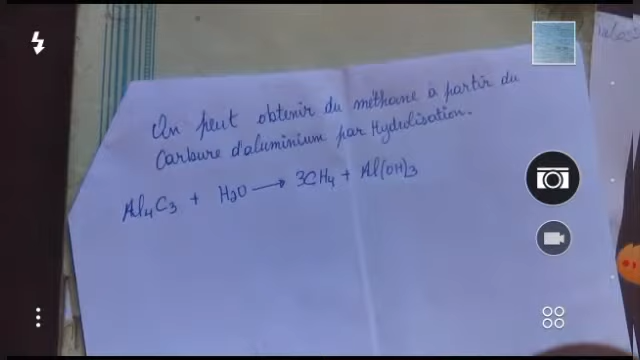 On peut obtenir du méthane à partir du
Carbure d'aluminium par Hydrolisation.
Al₄C₃ + H₂O ⟶ 3CH₄ + Al(OH)₃